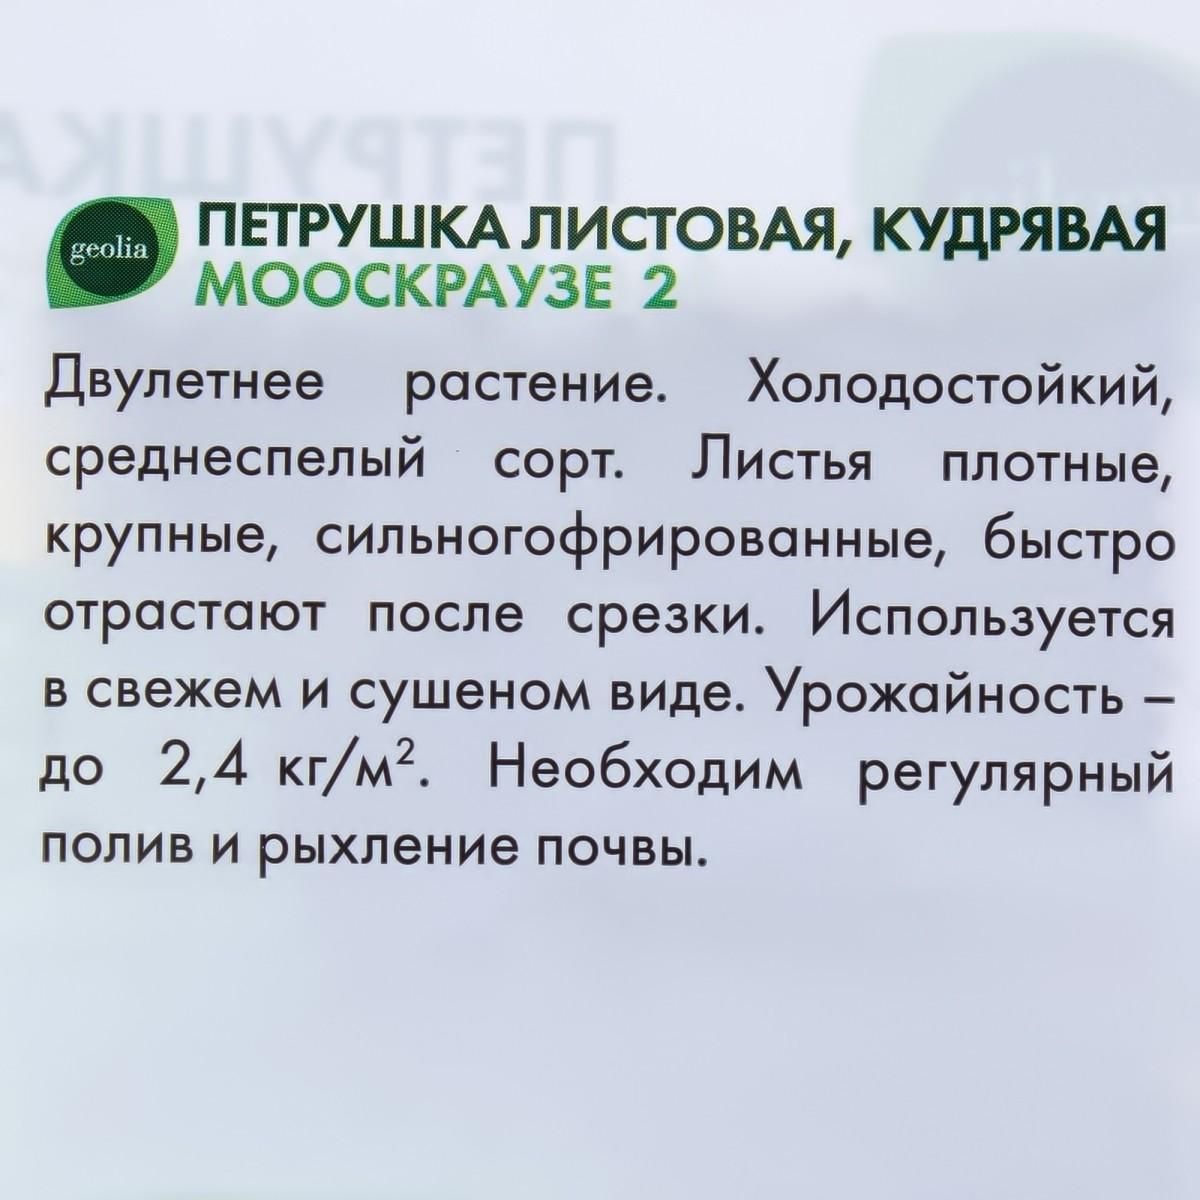 ПЕТРУШКА
geolia
ПЕТРУШКА ЛИСТОВАЯ, КУДРЯВАЯ
МООСКРАУЗЕ 2
Двулетнее растение. Холодостойкий,
среднеспелый сорт. Листья плотные,
крупные, сильногофрированные, быстро
отрастают после срезки. Используется
в свежем и сушеном виде. Урожайность –
до 2,4 кг/м².  Необходим регулярный
полив и рыхление почвы.